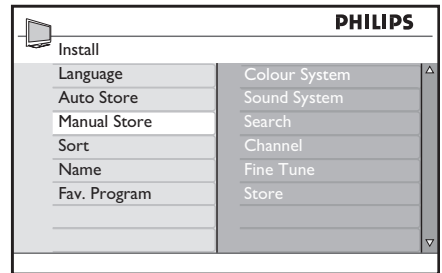 PHILIPS
Install
Language
Auto Store
Manual Store
Sort
Name
Fav. Program
Colour System
Sound System
Search
Channel
Fine Tune
Store